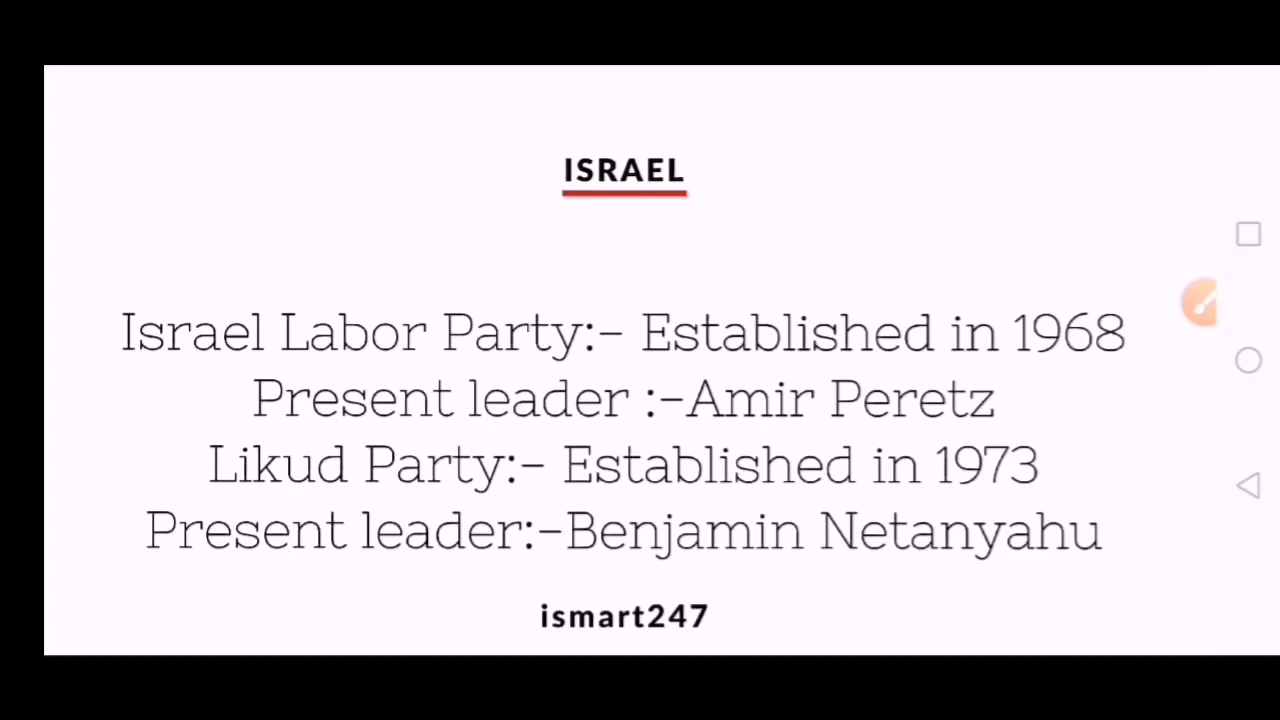 ISRAEL
Israel Labor Party:- Established in 1968
Present leader :-Amir Peretz
Likud Party:- Established in 1973
Present leader:-Benjamin Netanyahu
ismart247